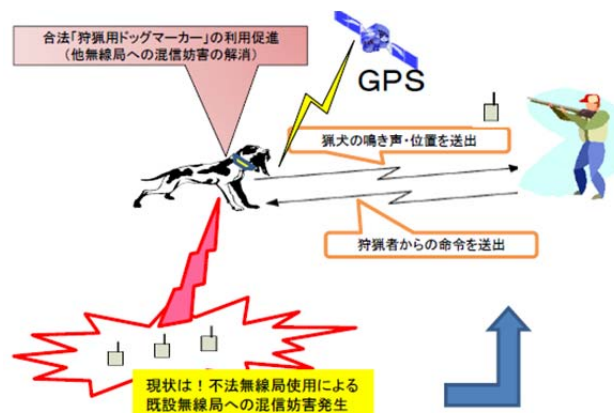 合法「狩猟用ドッグマーカー」の利用促進
(他無線局への混信妨害の解消)
GPS
猟犬の鳴き声・位置を送出
狩猟者からの命令を送出
現状は!不法無線局使用による
既設無線局への混信妨害発生